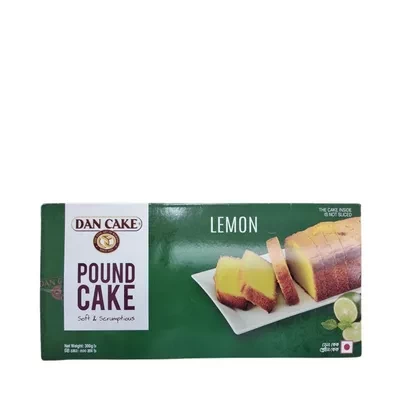 DAN CAKE
POUND
CAKE
Soft & Scrumptious
LEMON
THE CAKE INSIDE
IS NOT SLICED